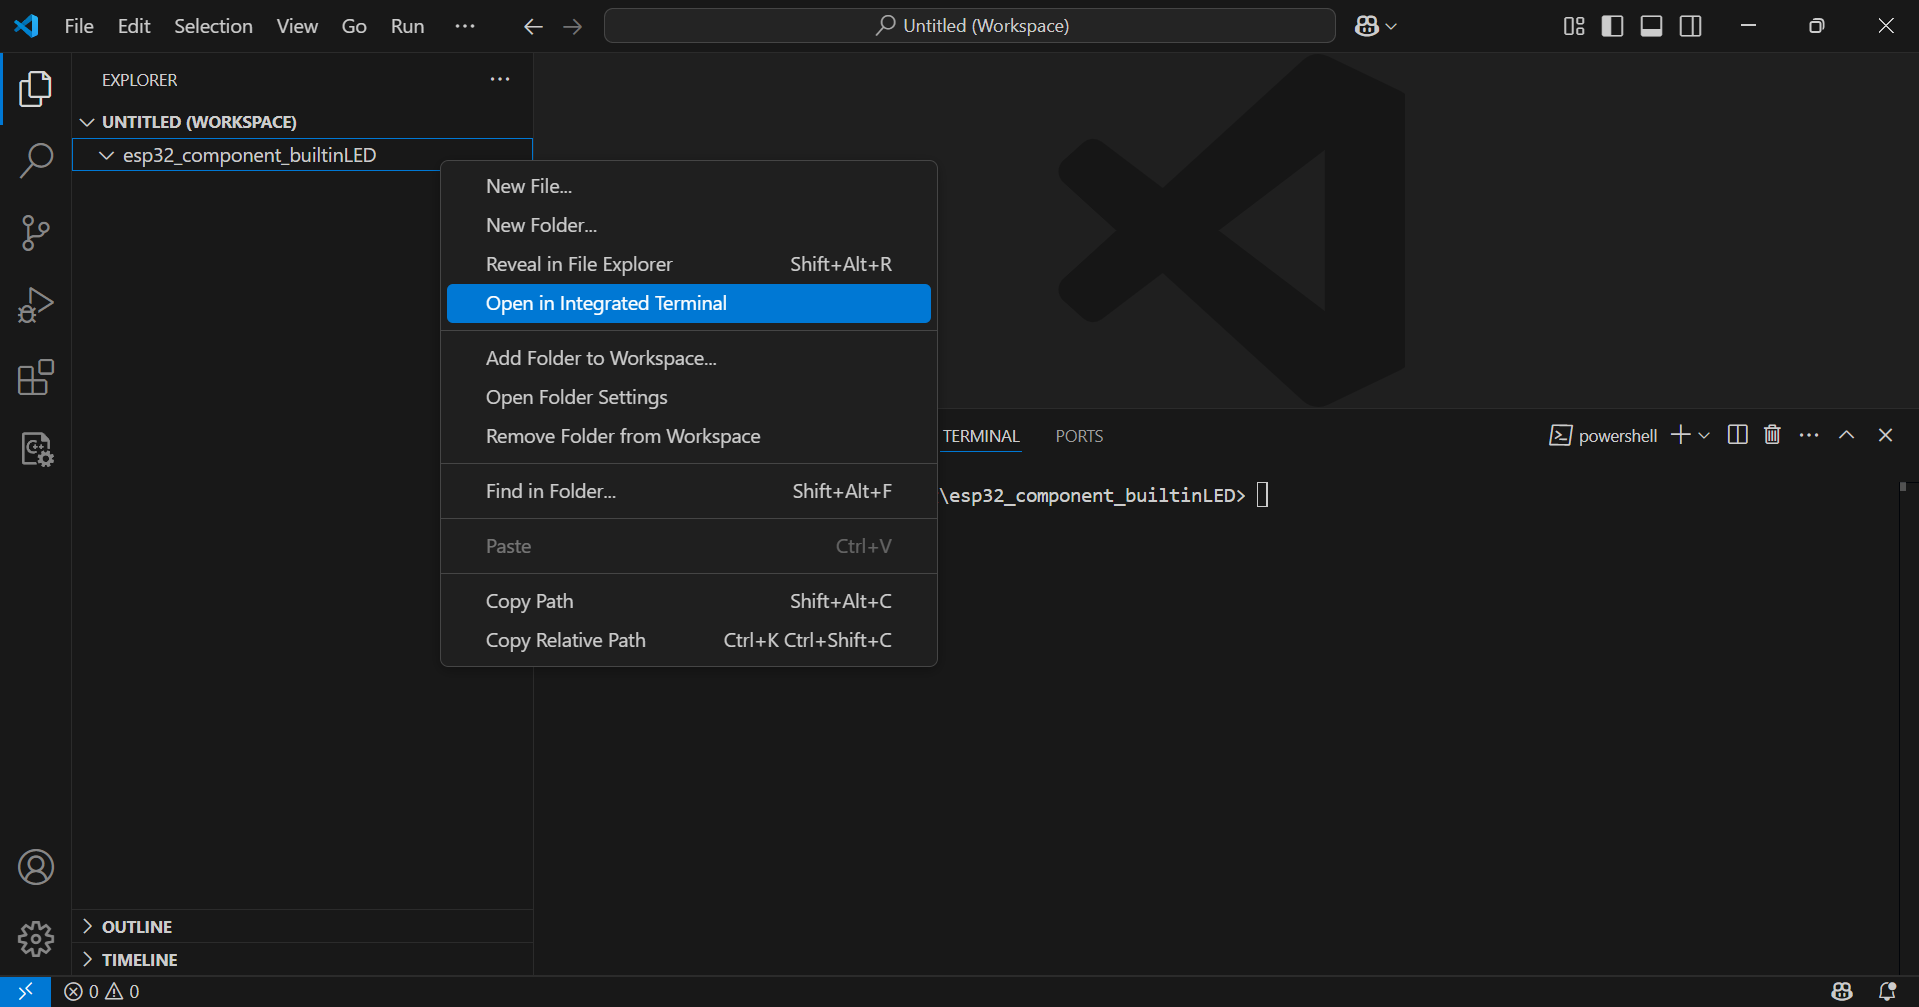 File Edit Selection View Go Run ···
Untitled (Workspace)
EXPLORER ···
UNTITLED (WORKSPACE)
esp32_component_builtinLED
New File...
New Folder...
Reveal in File Explorer Shift+Alt+R
Open in Integrated Terminal
Add Folder to Workspace...
Open Folder Settings
Remove Folder from Workspace
Find in Folder... Shift+Alt+F
Paste Ctrl+V
Copy Path Shift+Alt+C
Copy Relative Path Ctrl+K Ctrl+Shift+C
TERMINAL PORTS
powershell
\esp32_component_builtinLED>
OUTLINE
TIMELINE
0 0